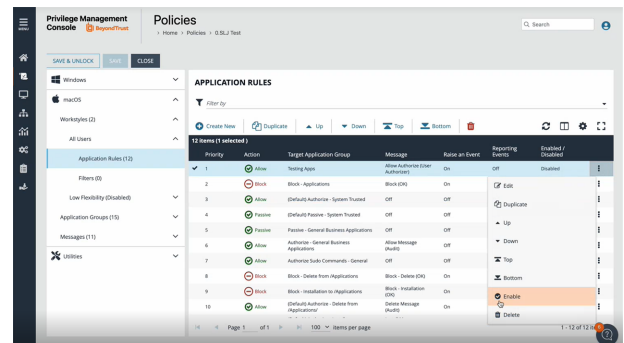 MENU
Privilege Management
Console BeyondTrust
Policies
> Home > Policies > 0.SLJ Test
Search
SAVE & UNLOCK SAVE CLOSE
Windows
macOS
Workstyles (2)
All Users
Application Rules (12)
Filters (0)
Low Flexibility (Disabled)
Application Groups (15)
Messages (11)
Utilities
APPLICATION RULES
Filter by
Create New Duplicate Up Down Top Bottom
12 items (1 selected )
Priority Action Target Application Group Message Raise an Event Reporting Events Enabled / Disabled
1 Allow Testing Apps Allow Authorize (User Authorizer) On Off Disabled
2 Block Block - Applications Block (OK) On
3 Allow (Default) Authorize - System Trusted Off Off
4 Passive (Default) Passive - System Trusted Off Off
5 Passive Passive - General Business Applications Off Off
6 Allow Authorize - General Business Applications Allow Message (Audit) Off
7 Allow Authorize Sudo Commands - General Off Off
8 Block Block - Delete from /Applications Block - Delete (OK) On
9 Block Block - Installation to /Applications Block - Installation (OK) On
10 Allow (Default) Authorize - Delete from /Applications/ Delete Message (Audit) On
Edit
Duplicate
Up
Down
Top
Bottom
Enable
Delete
Page 1 of 1 100 items per page
1 - 12 of 12 it
6
?